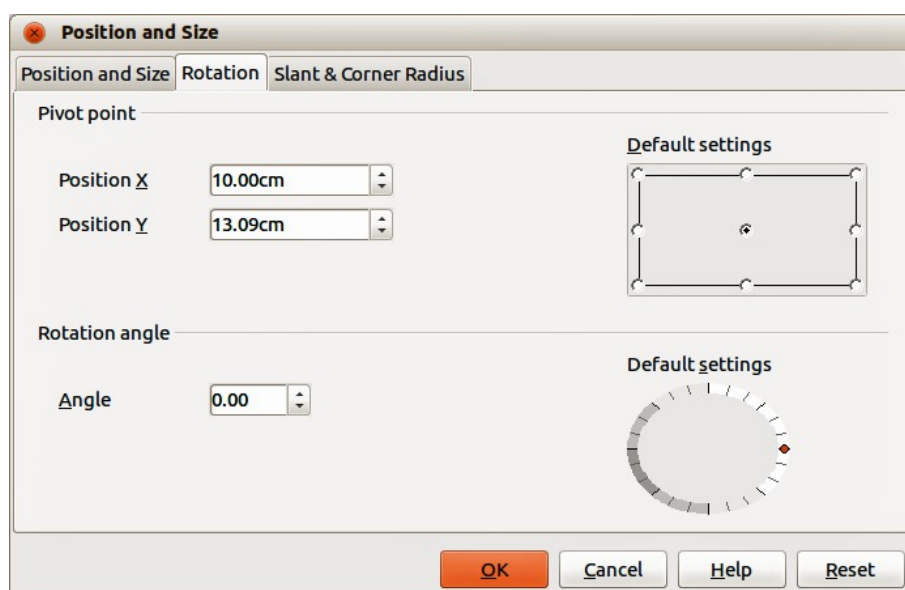 Position and Size
Position and Size Rotation Slant & Corner Radius
Pivot point
Default settings
Position X 10.00cm
Position Y 13.09cm
Rotation angle
Default settings
Angle 0.00
OK Cancel Help Reset